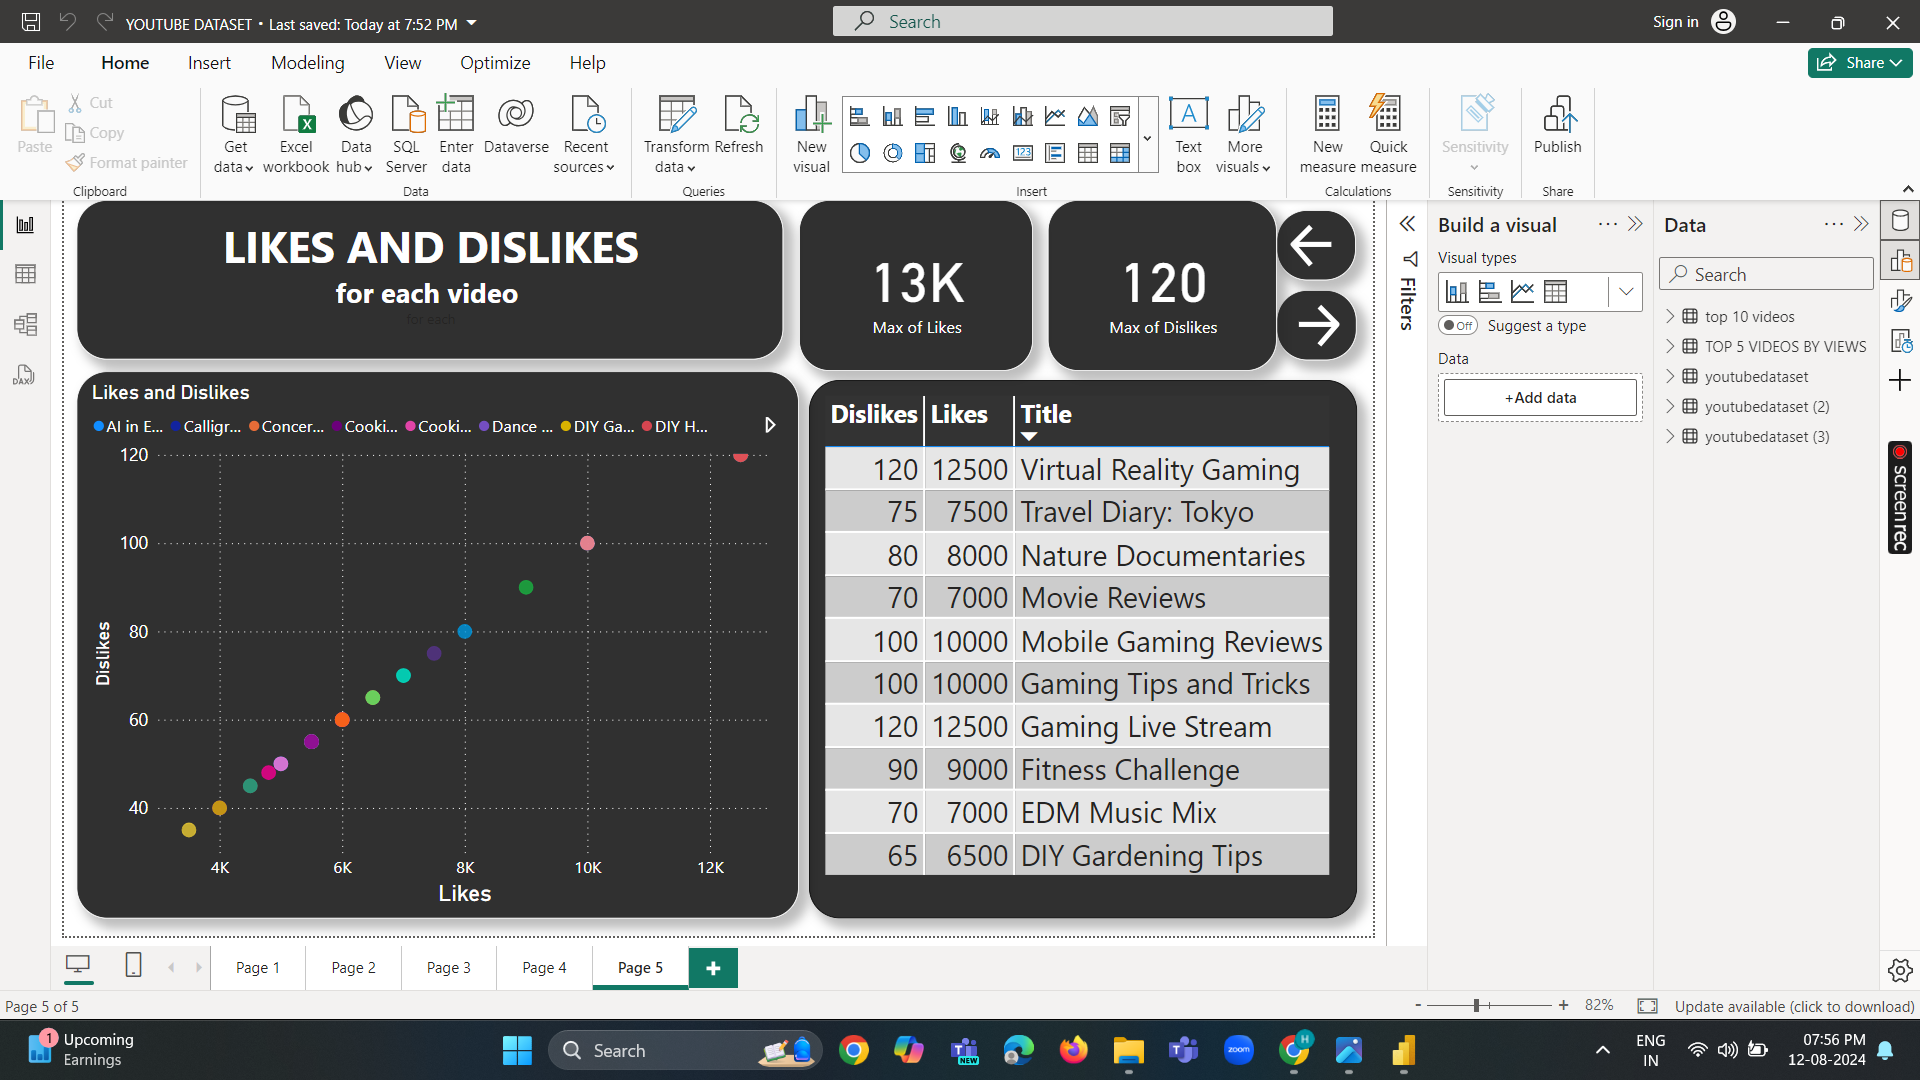 YOUTUBE DATASET • Last saved: Today at 7:52 PM
Search
Sign in
File Home Insert Modeling View Optimize Help
Share
Paste
Cut
Copy
Format painter
Clipboard
Get data
Excel workbook
Data hub
SQL Server
Enter data
Dataverse
Recent sources
Data
Transform data
Refresh
Queries
New visual
123
A
Text box
More visuals
Insert
New measure
Quick measure
Calculations
Sensitivity
Sensitivity
Publish
Share
DAX
LIKES AND DISLIKES
for each video
for each
13K
Max of Likes
120
Max of Dislikes
Likes and Dislikes
AI in E... Calligr... Concer... Cooki... Cooki... Dance ... DIY Ga... DIY H...
120
100
80
60
40
Dislikes
4K 6K 8K 10K 12K
Likes
Dislikes Likes Title
120 12500 Virtual Reality Gaming
75 7500 Travel Diary: Tokyo
80 8000 Nature Documentaries
70 7000 Movie Reviews
100 10000 Mobile Gaming Reviews
100 10000 Gaming Tips and Tricks
120 12500 Gaming Live Stream
90 9000 Fitness Challenge
70 7000 EDM Music Mix
65 6500 DIY Gardening Tips
Filters
Build a visual
Visual types
Off Suggest a type
Data
+Add data
Data
Search
top 10 videos
TOP 5 VIDEOS BY VIEWS
youtubedataset
youtubedataset (2)
youtubedataset (3)
screenrec
Page 1 Page 2 Page 3 Page 4 Page 5
Page 5 of 5
- + 82%
Update available (click to download)
1
Upcoming
Earnings
Search
NEW
zoom
H
ENG
IN
07:56 PM
12-08-2024